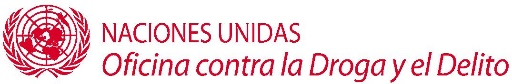 NACIONES UNIDAS
Oficina contra la Droga y el Delito